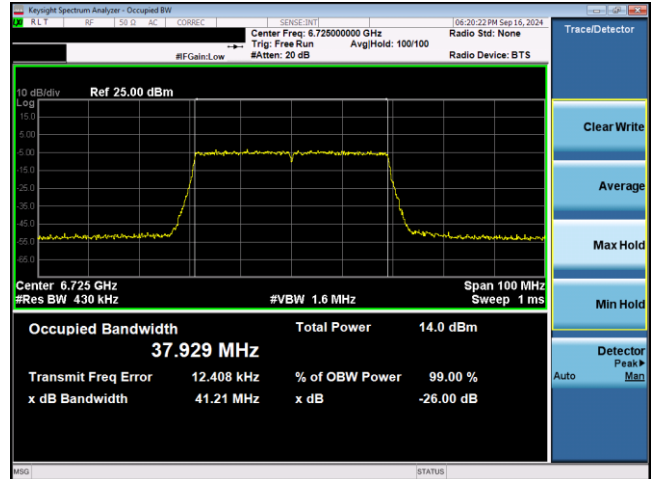 Keysight Spectrum Analyzer - Occupied BW
RLT RF 50 Ω AC CORREC SENSE:INT 06:20:22 PM Sep 16, 2024
Center Freq: 6.725000000 GHz Radio Std: None
Trig: Free Run Avg|Hold: 100/100
#IFGain:Low #Atten: 20 dB Radio Device: BTS
Trace/Detector
10 dB/div Ref 25.00 dBm
Log
15.0
5.00
-5.00
-15.0
-25.0
-35.0
-45.0
-55.0
-65.0
Center 6.725 GHz Span 100 MHz
#Res BW 430 kHz #VBW 1.6 MHz Sweep 1 ms
Occupied Bandwidth Total Power 14.0 dBm
37.929 MHz
Transmit Freq Error 12.408 kHz % of OBW Power 99.00 %
x dB Bandwidth 41.21 MHz x dB -26.00 dB
Clear Write
Average
Max Hold
Min Hold
Detector
Peak▶
Auto Man
MSG STATUS